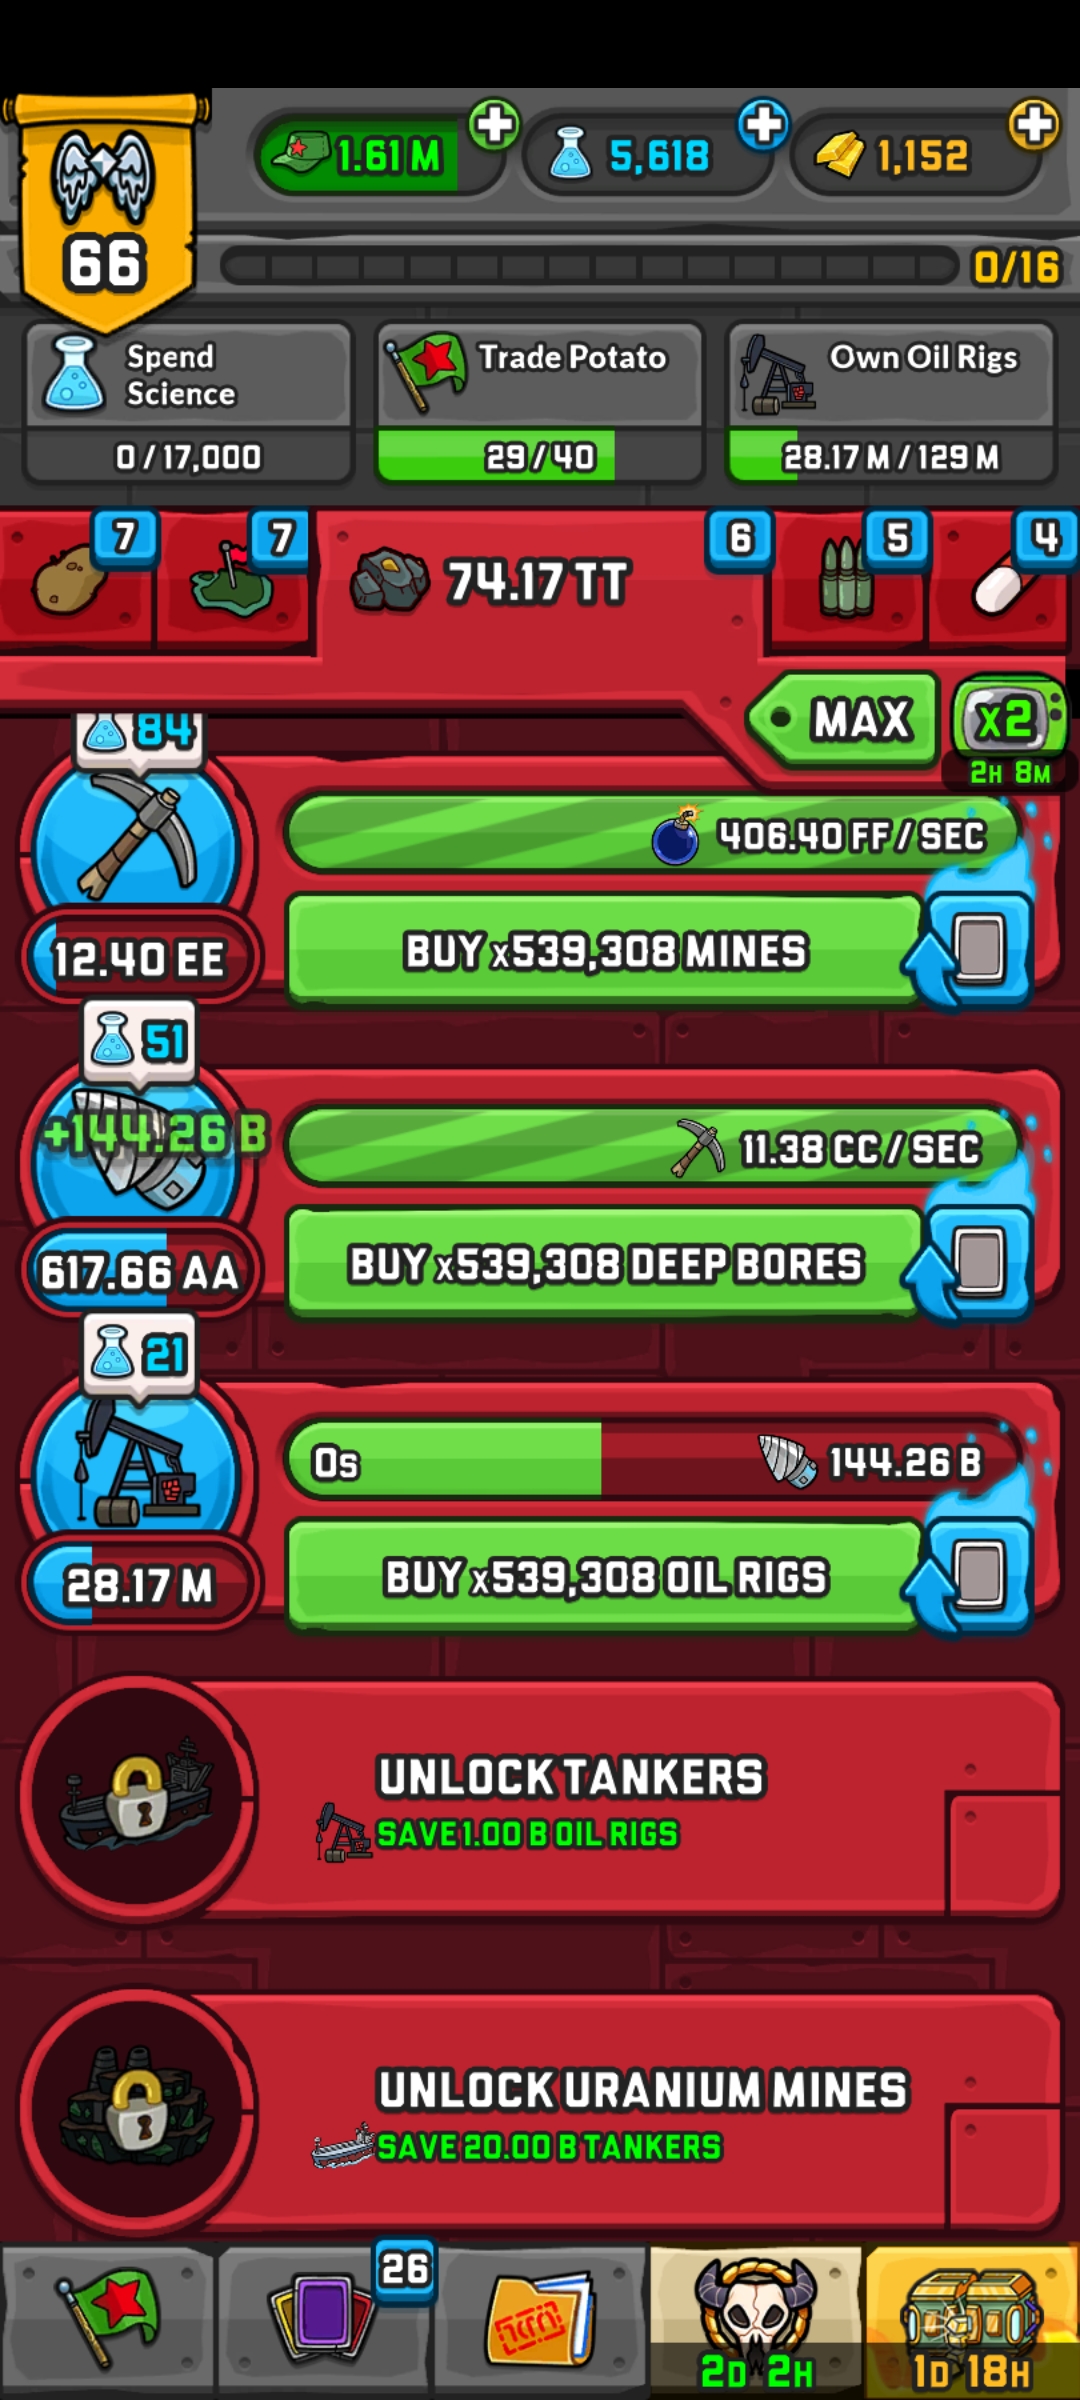 1.61 M
5,618
1,152
66
0/16
Spend
Science
0 / 17,000
Trade Potato
29 / 40
Own Oil Rigs
28.17 M / 129 M
7
7
74.17 TT
6
5
4
MAX
x2
2H 8M
84
406.40 FF / SEC
12.40 EE
BUY x539,308 MINES
51
+144.26 B
11.38 CC / SEC
617.66 AA
BUY x539,308 DEEP BORES
21
0s
144.26 B
28.17 M
BUY x539,308 OIL RIGS
UNLOCK TANKERS
SAVE 1.00 B OIL RIGS
UNLOCK URANIUM MINES
SAVE 20.00 B TANKERS
26
2D 2H
1D 18H